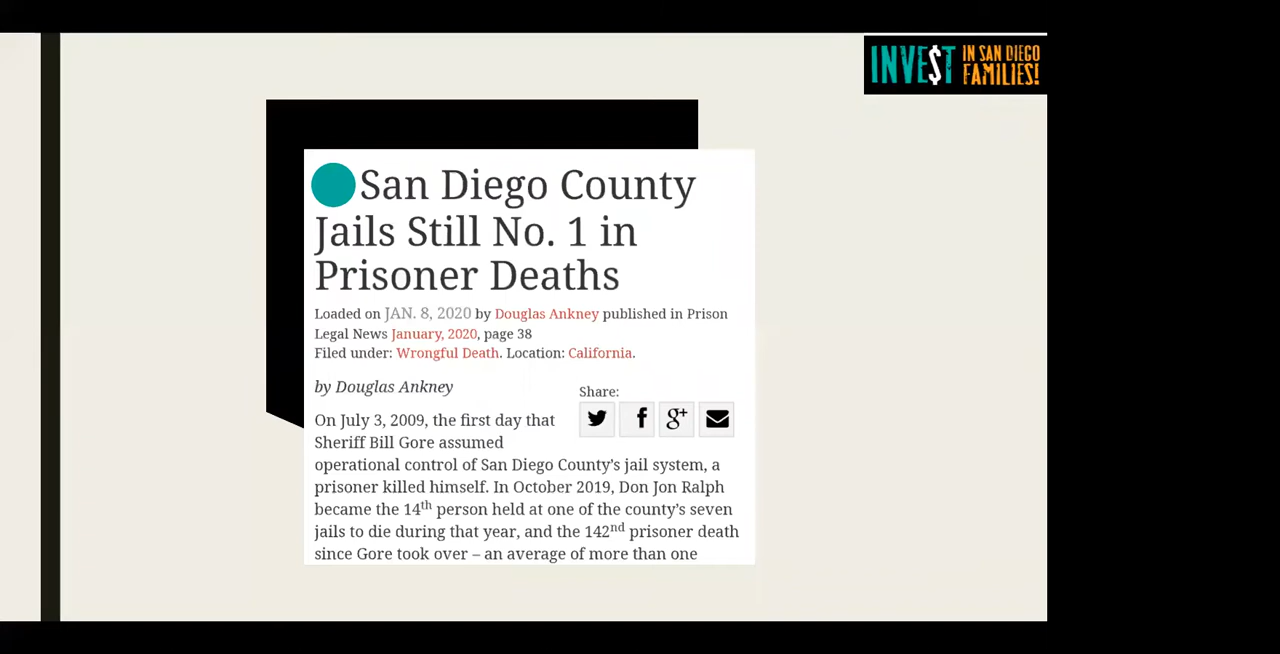 INVE$T IN SAN DIEGO
FAMILIES!
San Diego County
Jails Still No. 1 in
Prisoner Deaths
Loaded on JAN. 8, 2020 by Douglas Ankney published in Prison
Legal News January, 2020, page 38
Filed under: Wrongful Death. Location: California.
by Douglas Ankney
Share:
On July 3, 2009, the first day that
Sheriff Bill Gore assumed
operational control of San Diego County’s jail system, a
prisoner killed himself. In October 2019, Don Jon Ralph
became the 14th person held at one of the county’s seven
jails to die during that year, and the 142nd prisoner death
since Gore took over – an average of more than one